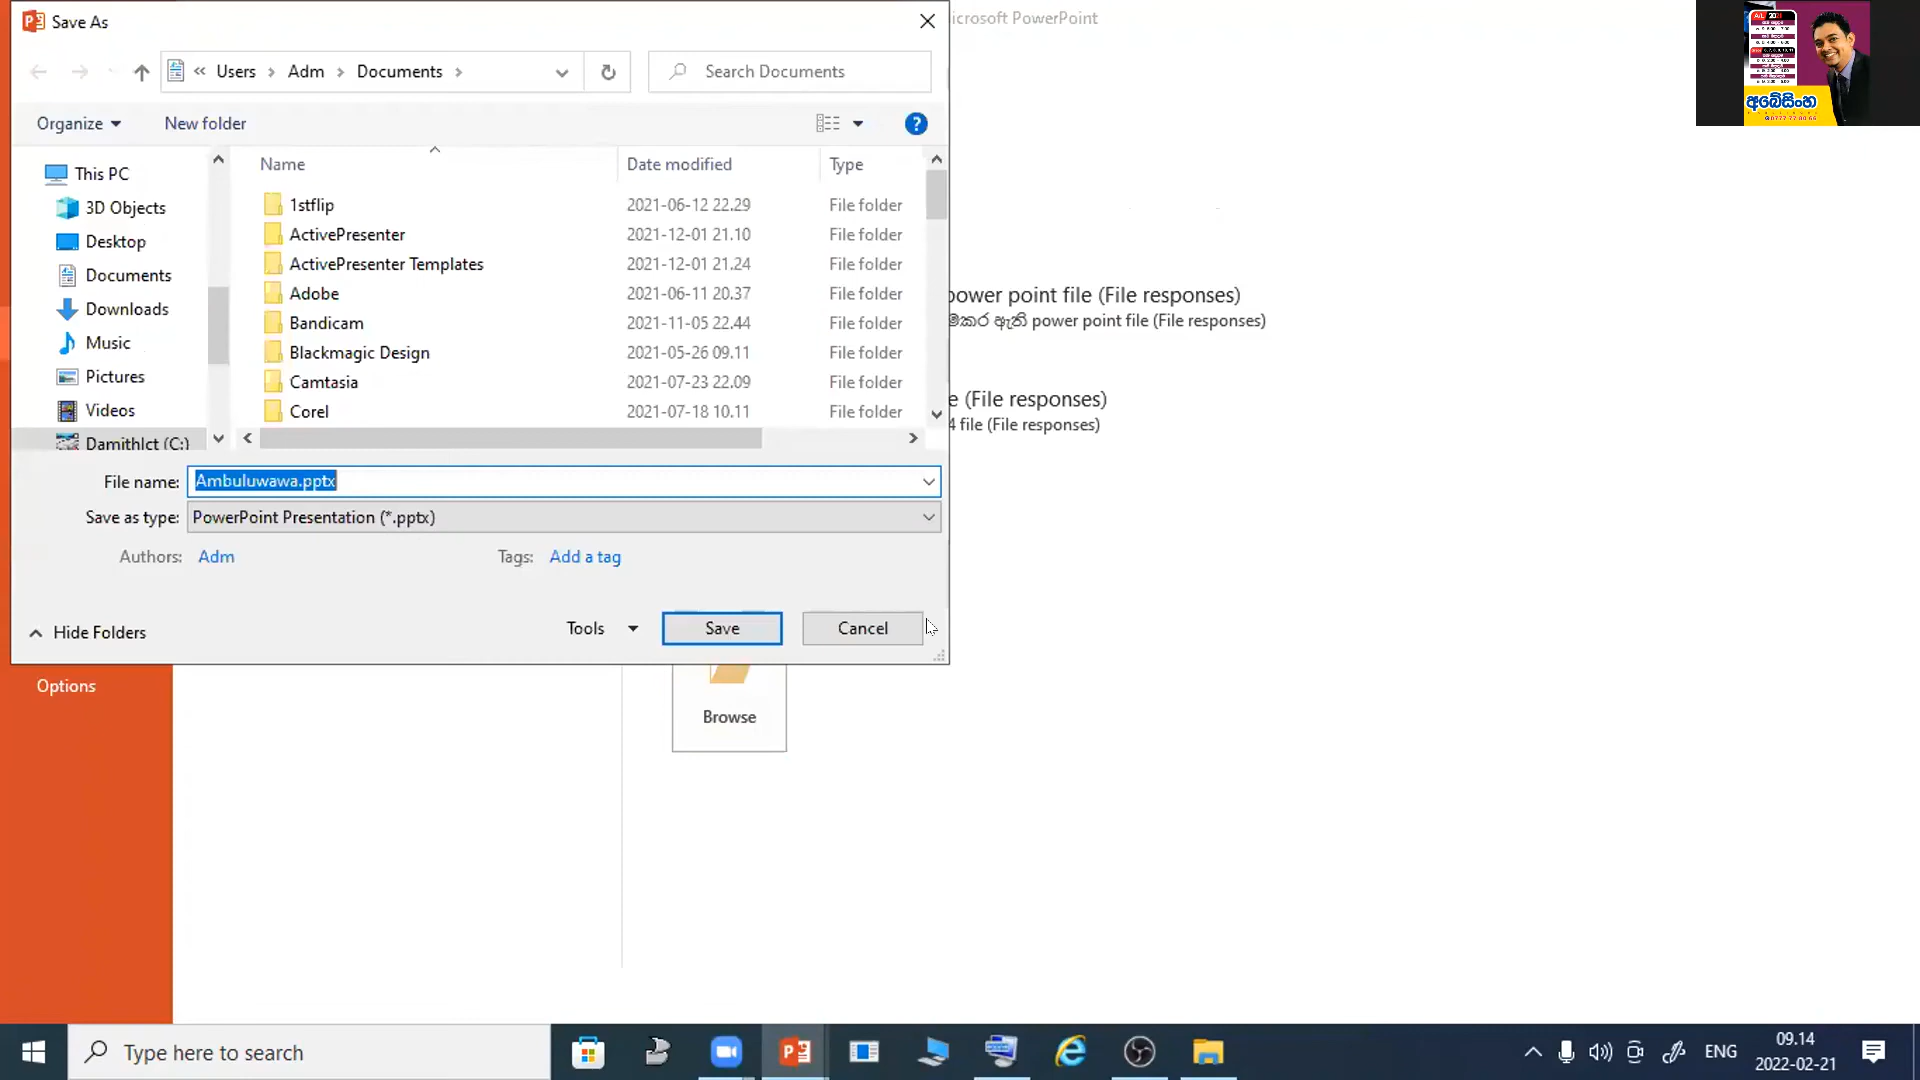 Save As
icrosoft PowerPoint
« Users › Adm › Documents ›
Search Documents
Organize
New folder
?
Name
Date modified
Type
This PC
3D Objects
Desktop
Documents
Downloads
Music
Pictures
Videos
DamithIct (C:)
1stflip 2021-06-12 22.29 File folder
ActivePresenter 2021-12-01 21.10 File folder
ActivePresenter Templates 2021-12-01 21.24 File folder
Adobe 2021-06-11 20.37 File folder
Bandicam 2021-11-05 22.44 File folder
Blackmagic Design 2021-05-26 09.11 File folder
Camtasia 2021-07-23 22.09 File folder
Corel 2021-07-18 10.11 File folder
power point file (File responses)
ඇති power point file (File responses)
e (File responses)
4 file (File responses)
File name: Ambuluwawa.pptx
Save as type: PowerPoint Presentation (*.pptx)
Authors: Adm
Tags: Add a tag
Hide Folders
Tools
Save
Cancel
Options
Browse
අබේසිංහ
Type here to search
ENG
09.14
2022-02-21